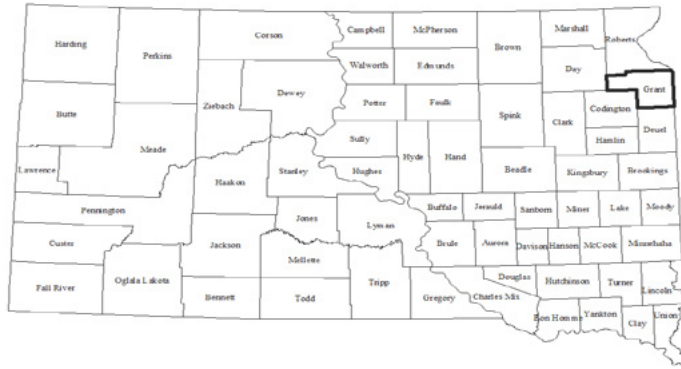 Harding
Perkins
Corson
Campbell
McPherson
Brown
Marshall
Roberts
Walworth
Edmunds
Day
Grant
Butte
Ziebach
Dewey
Potter
Faulk
Spink
Clark
Codington
Deuel
Hamlin
Meade
Sully
Hyde
Hand
Lawrence
Haakon
Stanley
Hughes
Beadle
Kingsbury
Brookings
Pennington
Jones
Lyman
Buffalo
Jerauld
Sanborn
Miner
Lake
Moody
Custer
Jackson
Mellette
Brule
Aurora
Davison
Hanson
McCook
Minnehaha
Fall River
Oglala Lakota
Bennett
Todd
Tripp
Gregory
Charles Mix
Douglas
Hutchinson
Turner
Lincoln
Bon Homme
Yankton
Clay
Union